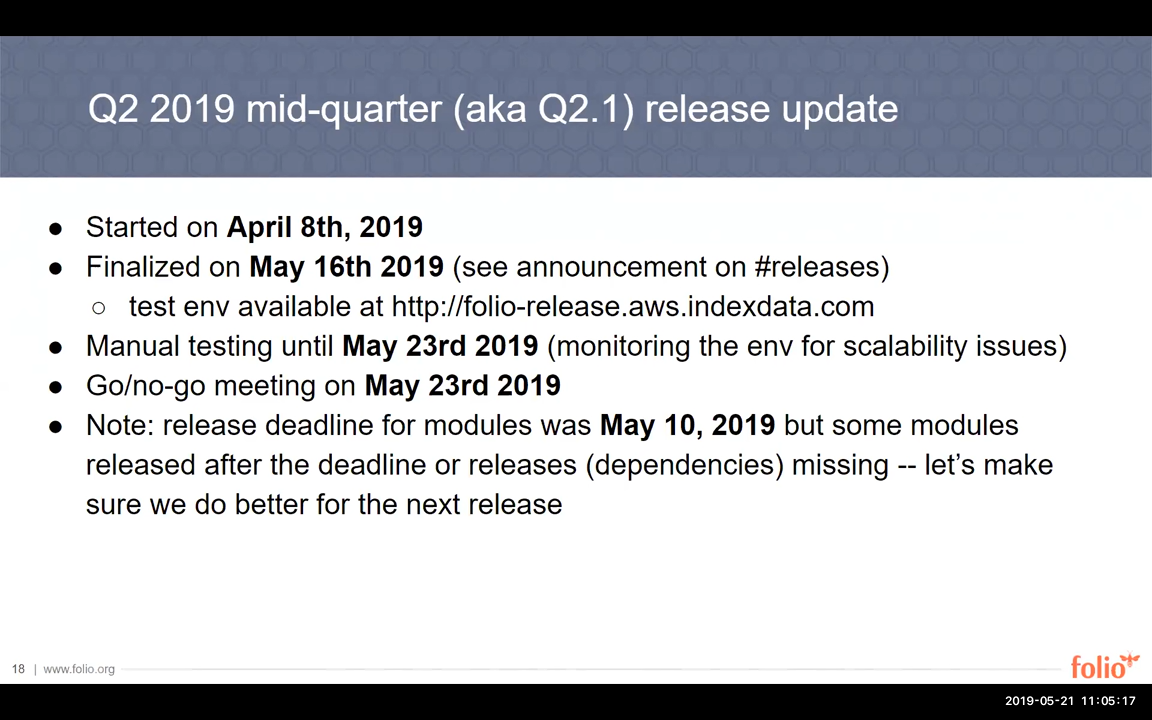 Q2 2019 mid-quarter (aka Q2.1) release update
● Started on April 8th, 2019
● Finalized on May 16th 2019 (see announcement on #releases)
○ test env available at http://folio-release.aws.indexdata.com
● Manual testing until May 23rd 2019 (monitoring the env for scalability issues)
● Go/no-go meeting on May 23rd 2019
● Note: release deadline for modules was May 10, 2019 but some modules
released after the deadline or releases (dependencies) missing -- let’s make
sure we do better for the next release
18 | www.folio.org
folio
2019-05-21 11:05:17